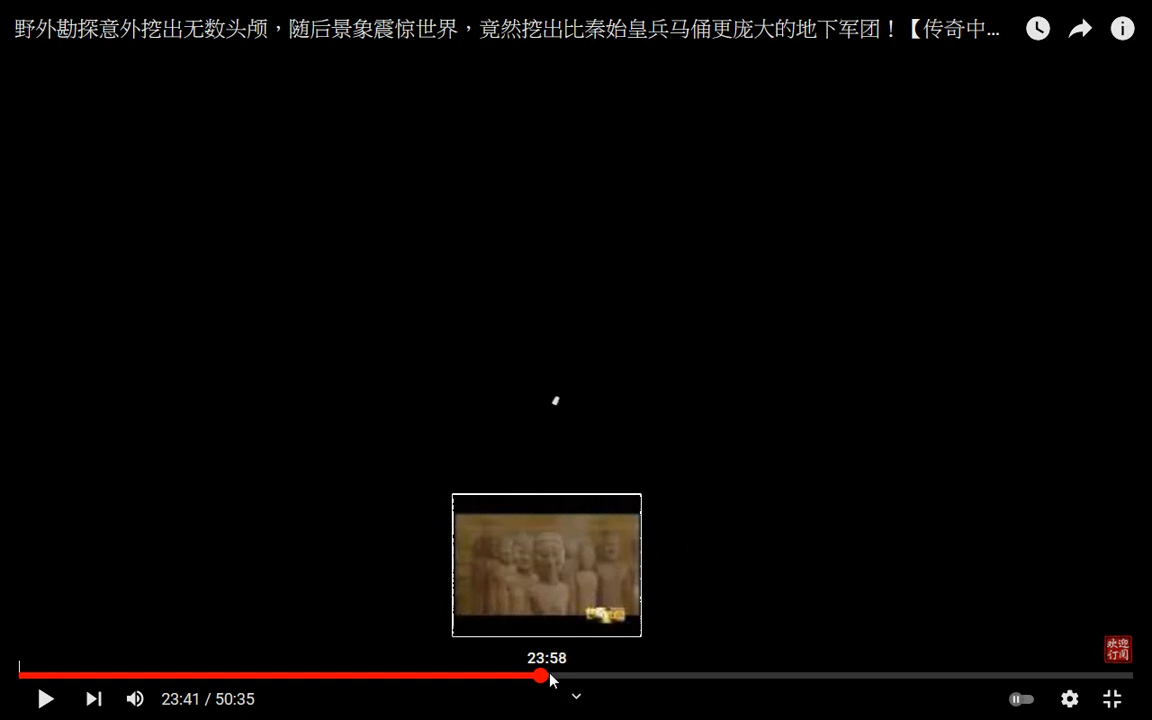 野外勘探意外挖出无数头颅，随后景象震惊世界，竟然挖出比秦始皇兵马俑更庞大的地下军团！【传奇中...
23:58
欢迎
订阅
23:41 / 50:35